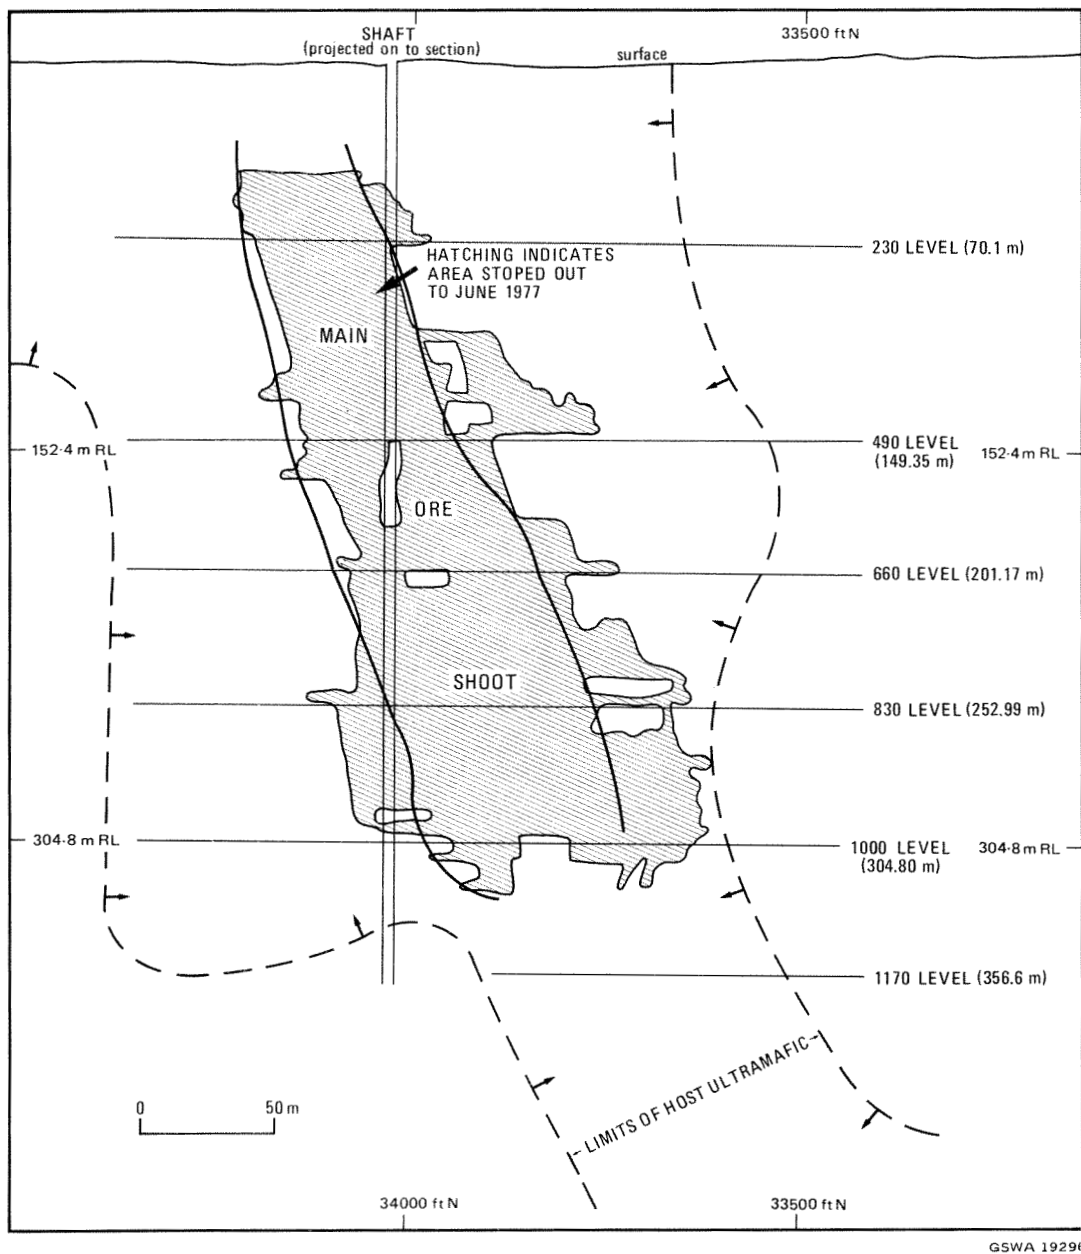 SHAFT
(projected on to section)
33500 ft N
surface
230 LEVEL (70.1 m)
HATCHING INDICATES
AREA STOPED OUT
TO JUNE 1977
MAIN
152·4 m RL
490 LEVEL
(149.35 m)
152·4 m RL
ORE
660 LEVEL (201.17 m)
SHOOT
830 LEVEL (252.99 m)
304·8 m RL
1000 LEVEL
(304.80 m)
304·8 m RL
1170 LEVEL (356.6 m)
LIMITS OF HOST ULTRAMAFIC
0
50 m
34000 ft N
33500 ft N
GSWA 19296